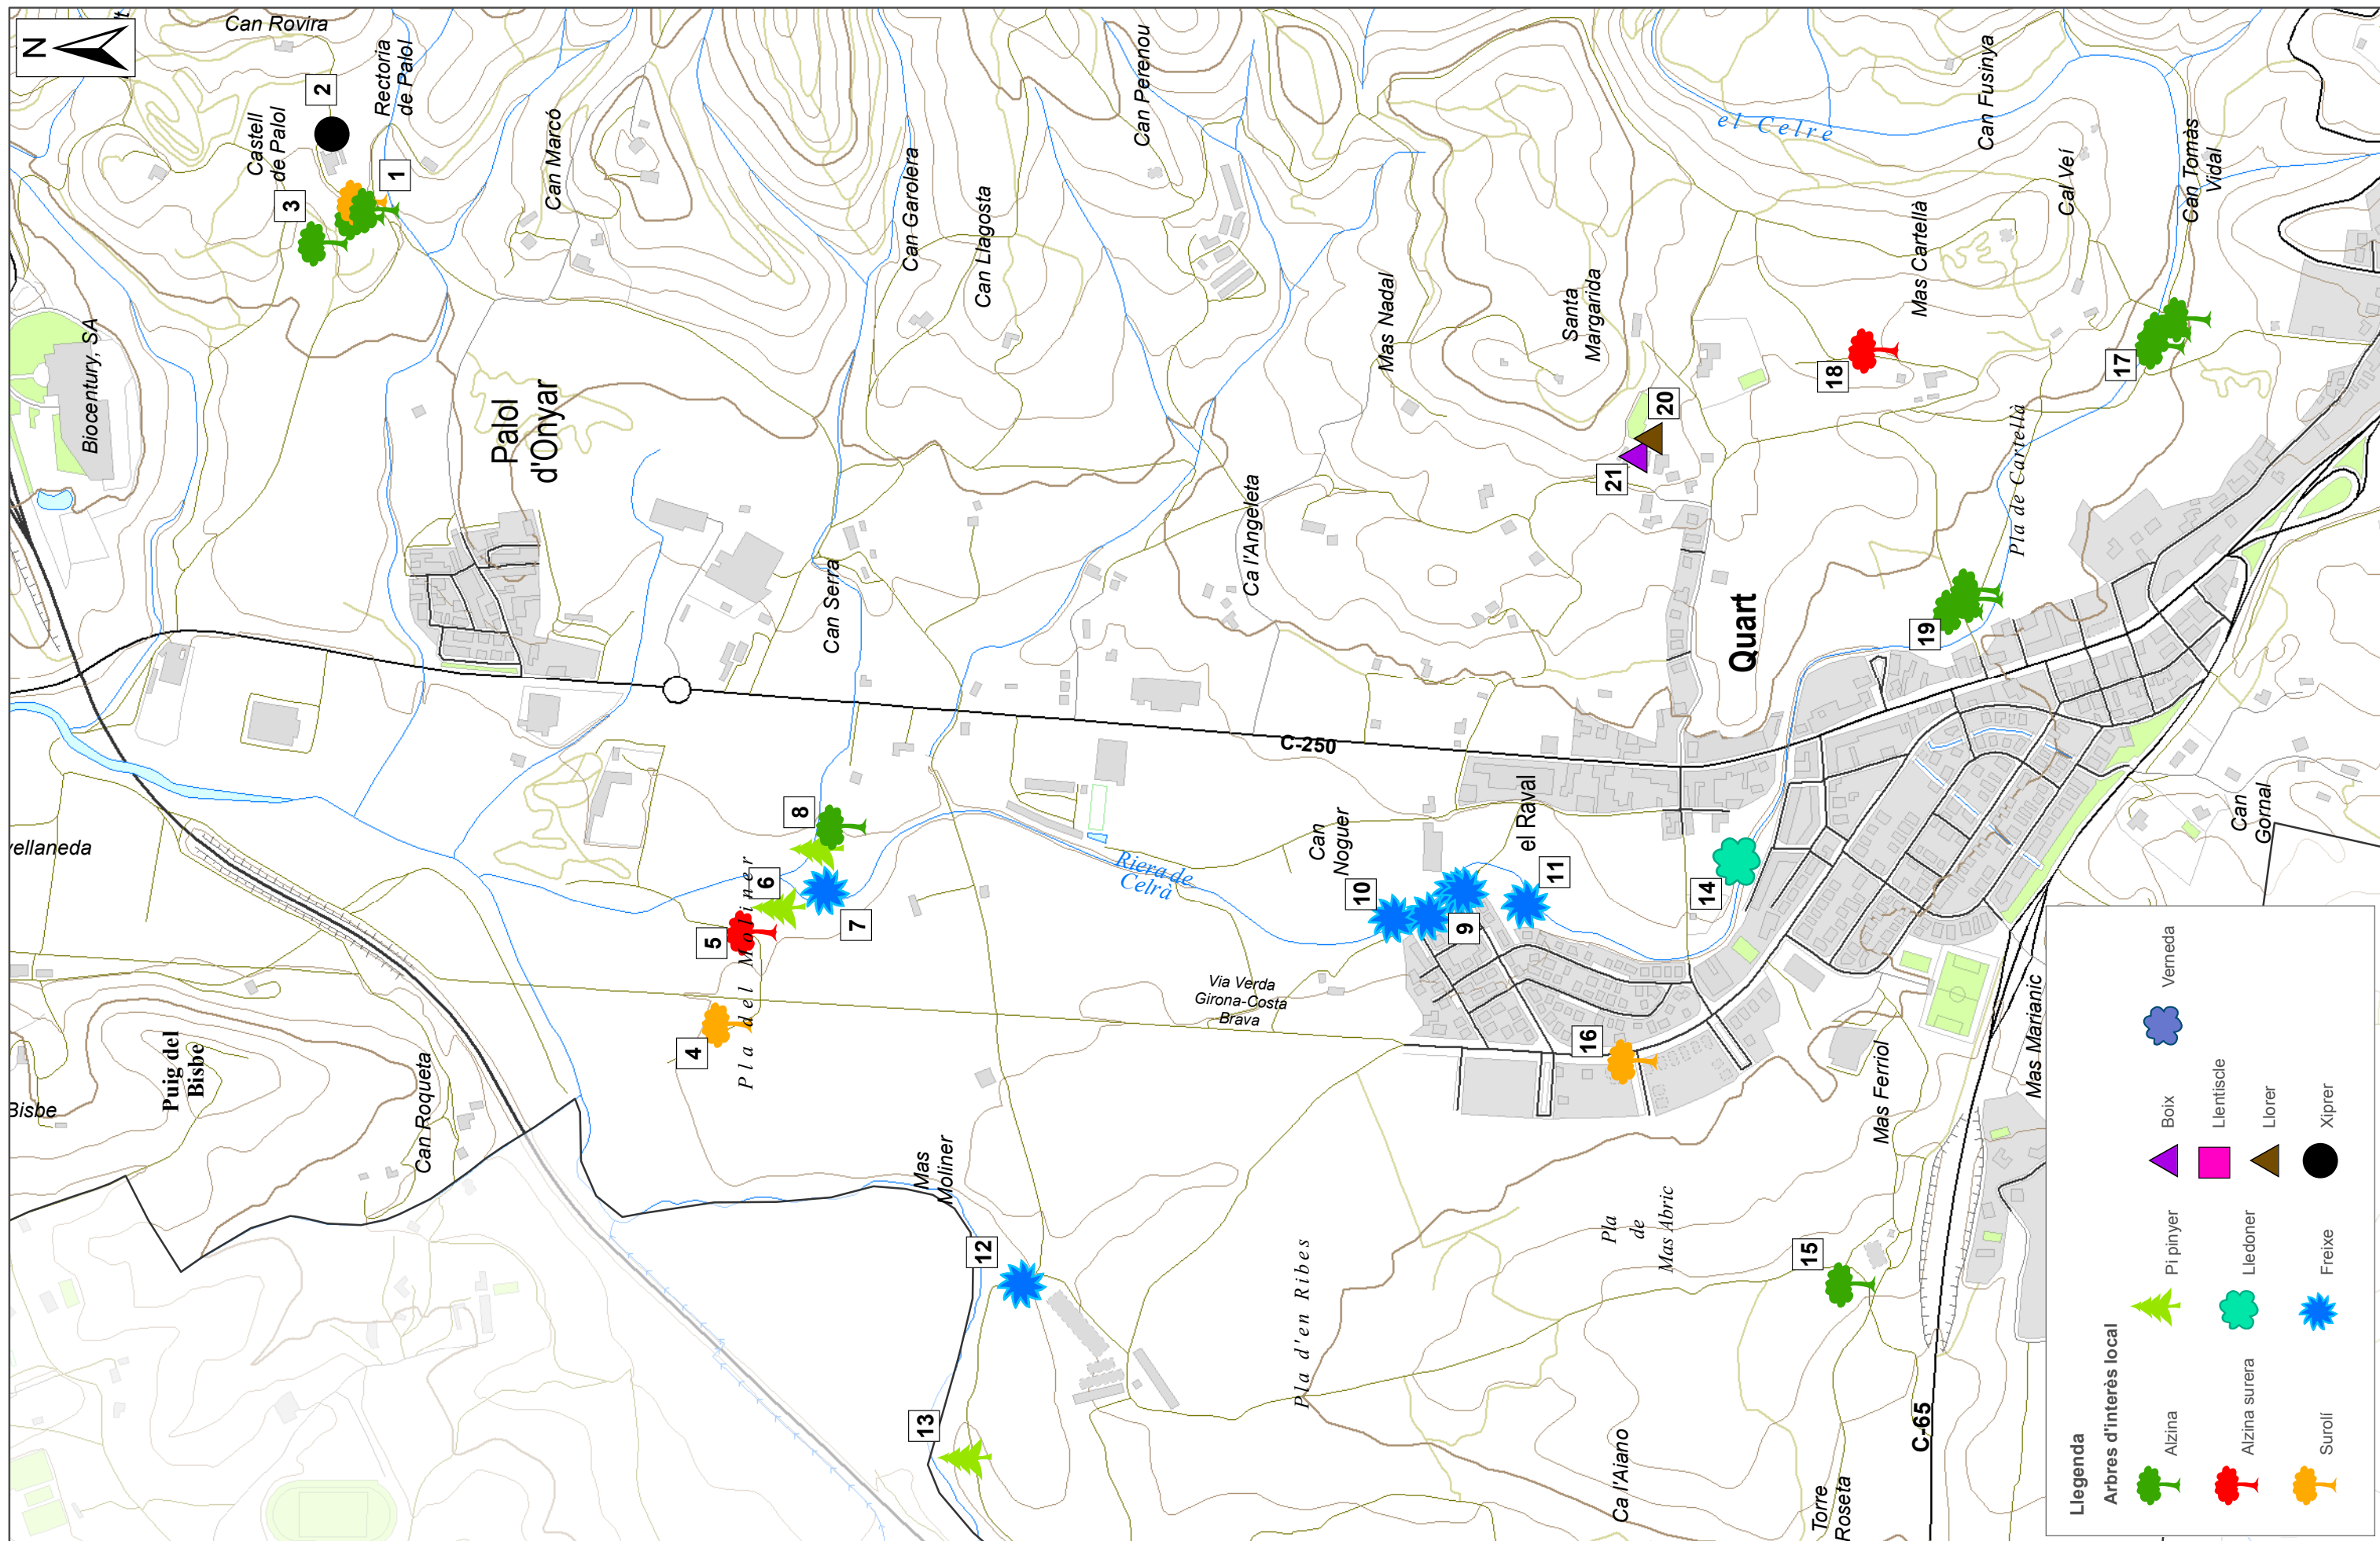 N
Can Rovira
2
Rectoria
de Palol
Castell
de Palol
1
3
Can Marcó
Biocentury, SA
Palol
d'Onyar
Can Garolera
Can Llagosta
Can Perenou
el Celré
Can Fusinya
Cal Veí
Can Tomàs
Vidal
Mas Cartellà
Santa
Margarida
Mas Nadal
17
18
20
21
Pla de Cartellà
Ca l'Angeleta
Can Serra
19
Quart
C-250
8
6
7
5
4
Pla del Moliner
Riera de
Celrà
Can
Noguer
el Raval
10
9
11
14
Can
Gornal
vellaneda
Bisbe
Puig del
Bisbe
Can Roqueta
Via Verda
Girona-Costa
Brava
16
Mas Ferriol
Mas Marianic
Mas
Moliner
12
13
Pla d'en Ribes
Pla
de
Mas Abric
15
Ca l'Aiano
Torre
Roseta
C-65
Llegenda
Arbres d'interès local
Alzina
Pi pinyer
Boix
Verneda
Alzina surera
Lledoner
Llentiscle
Surolí
Freixe
Llorer
Xiprer